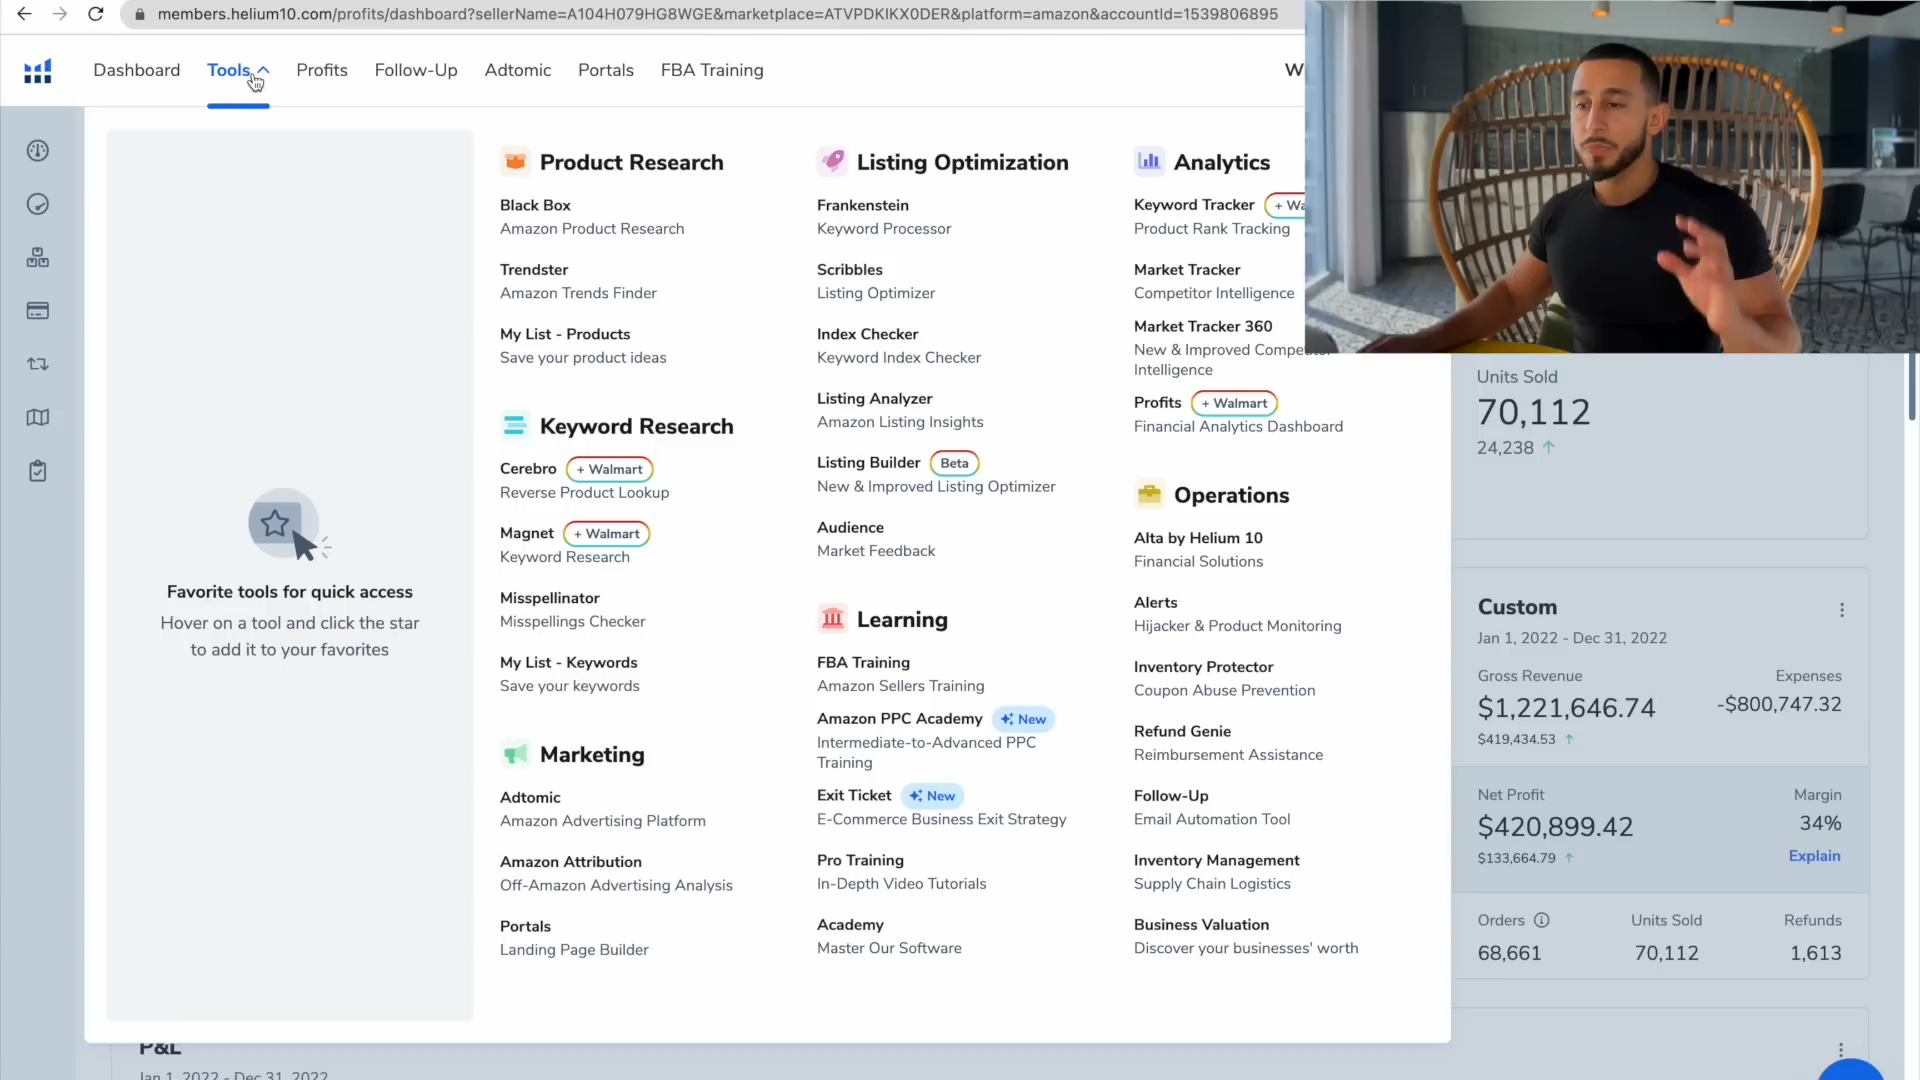 members.helium10.com/profits/dashboard?sellerName=A104H079HG8WGE&marketplace=ATVPDKIKX0DER&platform=amazon&accountId=1539806895
Dashboard
Tools
Profits
Follow-Up
Adtomic
Portals
FBA Training
W
Favorite tools for quick access
Hover on a tool and click the star
to add it to your favorites
Product Research
Black Box
Amazon Product Research
Trendster
Amazon Trends Finder
My List - Products
Save your product ideas
Keyword Research
Cerebro + Walmart
Reverse Product Lookup
Magnet + Walmart
Keyword Research
Misspellinator
Misspellings Checker
My List - Keywords
Save your keywords
Marketing
Adtomic
Amazon Advertising Platform
Amazon Attribution
Off-Amazon Advertising Analysis
Portals
Landing Page Builder
Listing Optimization
Frankenstein
Keyword Processor
Scribbles
Listing Optimizer
Index Checker
Keyword Index Checker
Listing Analyzer
Amazon Listing Insights
Listing Builder Beta
New & Improved Listing Optimizer
Audience
Market Feedback
Learning
FBA Training
Amazon Sellers Training
Amazon PPC Academy New
Intermediate-to-Advanced PPC
Training
Exit Ticket New
E-Commerce Business Exit Strategy
Pro Training
In-Depth Video Tutorials
Academy
Master Our Software
Analytics
Keyword Tracker + Wa
Product Rank Tracking
Market Tracker
Competitor Intelligence
Market Tracker 360
New & Improved Competitor
Intelligence
Profits + Walmart
Financial Analytics Dashboard
Operations
Alta by Helium 10
Financial Solutions
Alerts
Hijacker & Product Monitoring
Inventory Protector
Coupon Abuse Prevention
Refund Genie
Reimbursement Assistance
Follow-Up
Email Automation Tool
Inventory Management
Supply Chain Logistics
Business Valuation
Discover your businesses' worth
Units Sold
70,112
24,238
Custom
Jan 1, 2022 - Dec 31, 2022
Gross Revenue Expenses
$1,221,646.74 -$800,747.32
$419,434.53
Net Profit Margin
$420,899.42 34%
$133,664.79 Explain
Orders Units Sold Refunds
68,661 70,112 1,613
P&L
Jan 1, 2022 - Dec 31, 2022